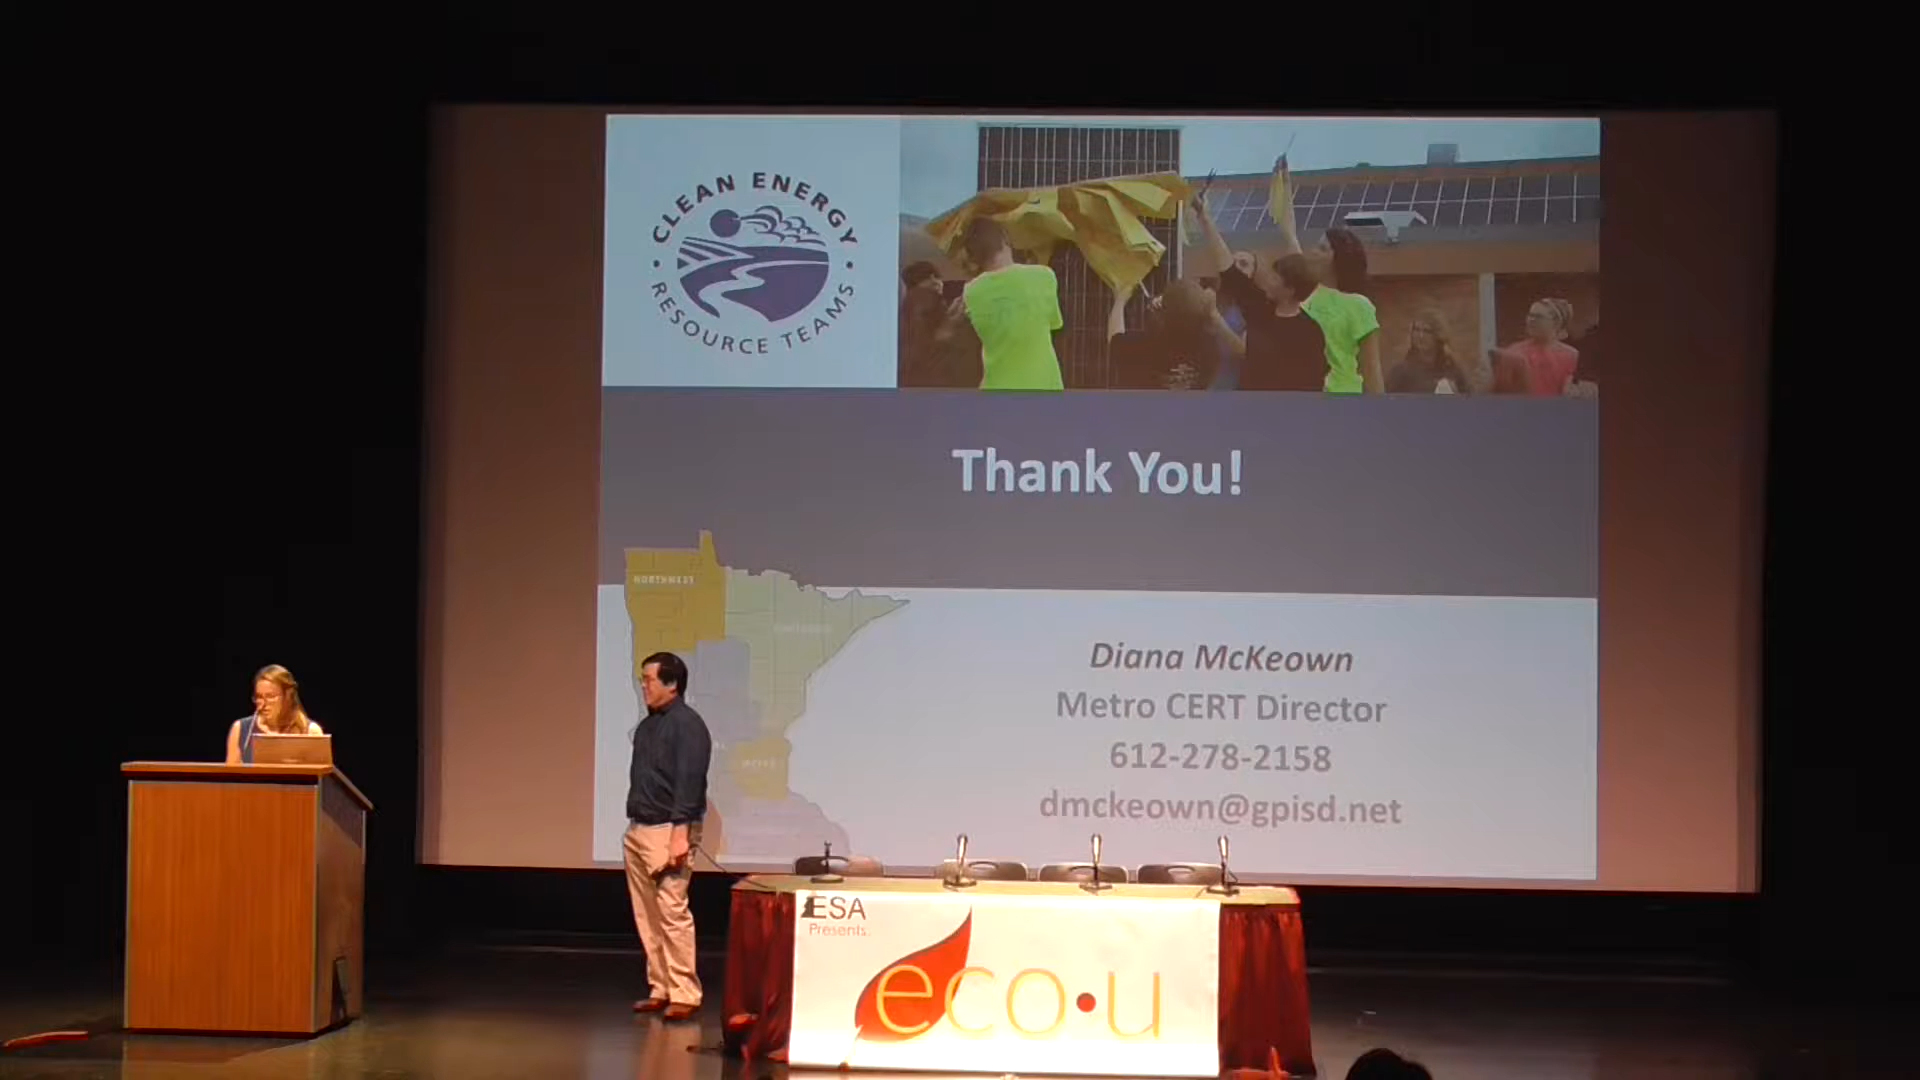 CLEAN ENERGY
RESOURCE TEAMS
Thank You!
NORTHWEST
Diana McKeown
Metro CERT Director
612-278-2158
dmckeown@gpisd.net
ESA
Presents:
eco•u